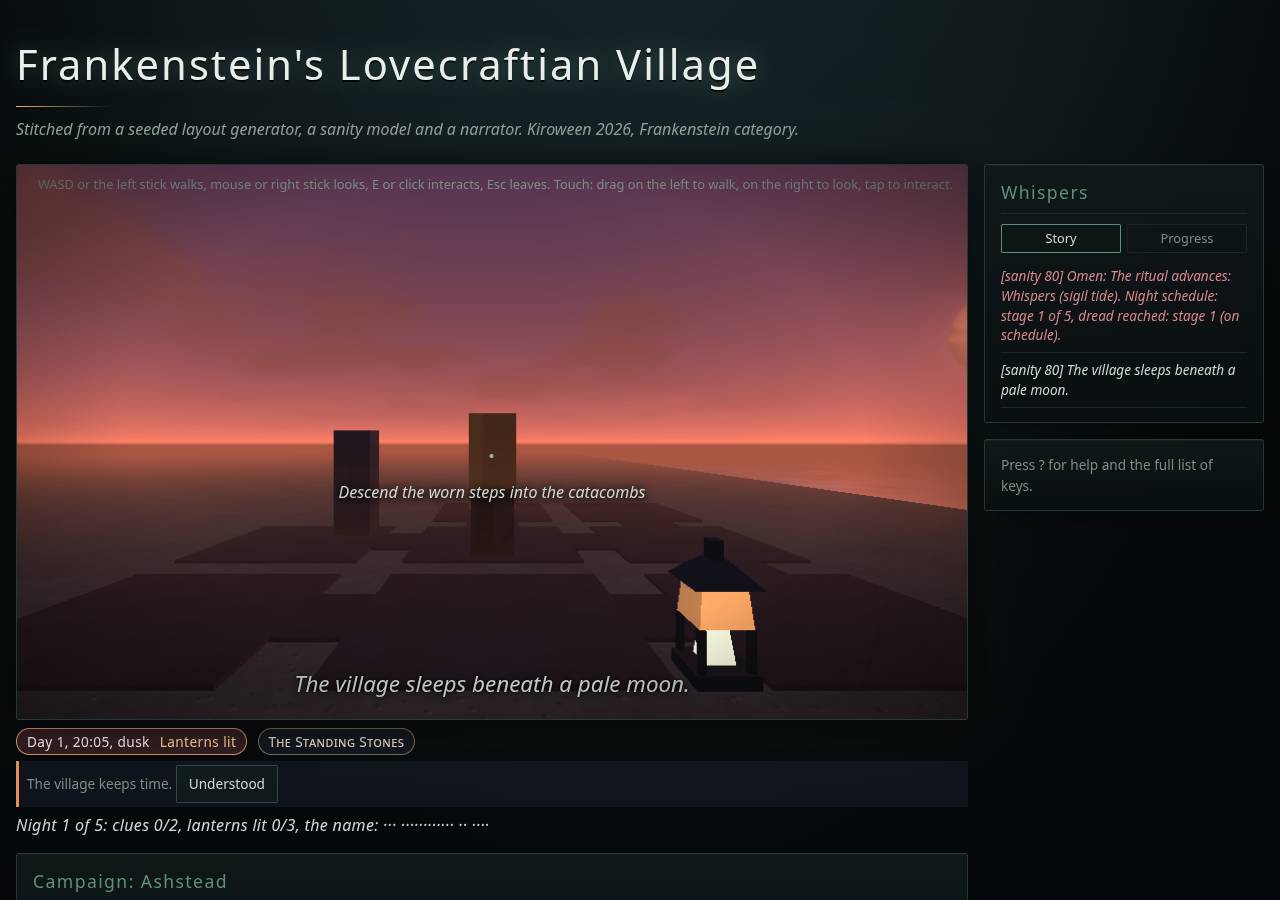 Frankenstein's Lovecraftian Village
Stitched from a seeded layout generator, a sanity model and a narrator. Kiroween 2026, Frankenstein category.
WASD or the left stick walks, mouse or right stick looks, E or click interacts, Esc leaves. Touch: drag on the left to walk, on the right to look, tap to interact.
Descend the worn steps into the catacombs
The village sleeps beneath a pale moon.
Day 1, 20:05, dusk Lanterns lit
The Standing Stones
The village keeps time. Understood
Night 1 of 5: clues 0/2, lanterns lit 0/3, the name: ··· ············ ·· ····
Campaign: Ashstead
Whispers
Story Progress
[sanity 80] Omen: The ritual advances:
Whispers (sigil tide). Night schedule:
stage 1 of 5, dread reached: stage 1 (on
schedule).
[sanity 80] The village sleeps beneath a
pale moon.
Press ? for help and the full list of
keys.